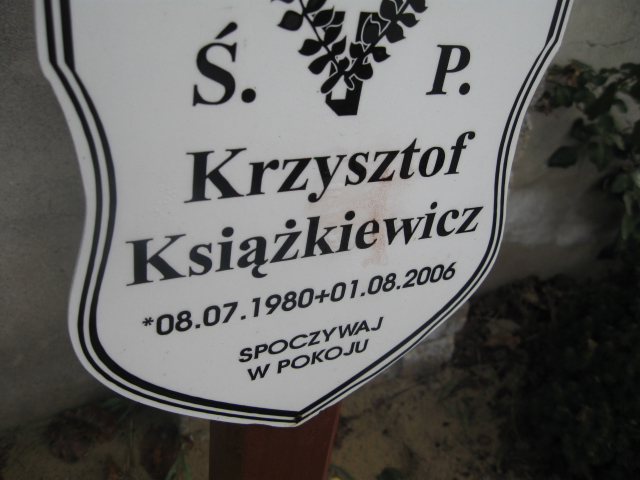 Ś. P.
Krzysztof
Książkiewicz
*08.07.1980+01.08.2006
SPOCZYWAJ
W POKOJU